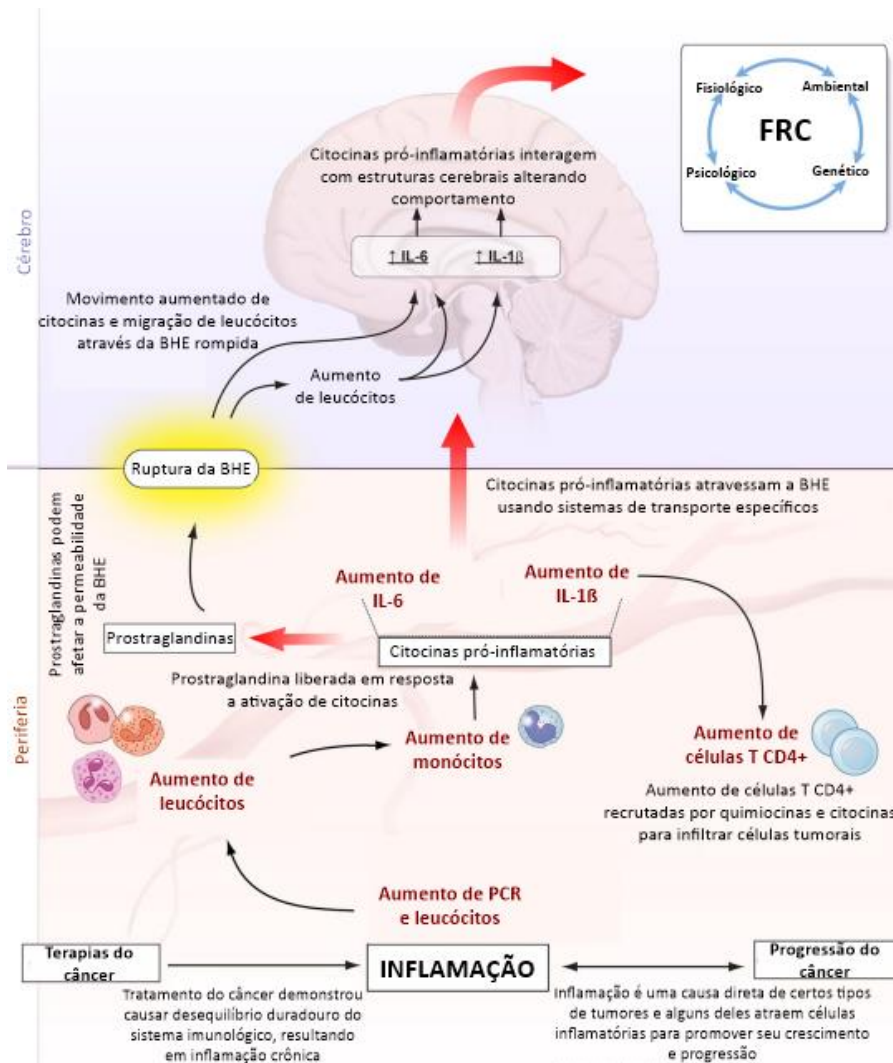 Fisiológico
Ambiental
FRC
Psicológico
Genético
Citocinas pró-inflamatórias interagem
com estruturas cerebrais alterando
comportamento
↑ IL-6
↑ IL-1β
Cérebro
Movimento aumentado de
citocinas e migração de leucócitos
através da BHE rompida
Aumento
de leucócitos
Ruptura da BHE
Citocinas pró-inflamatórias atravessam a BHE
usando sistemas de transporte específicos
Prostraglandinas podem
afetar a permeabilidade
da BHE
Aumento de
IL-6
Aumento de
IL-1ß
Prostraglandinas
Citocinas pró-inflamatórias
Prostraglandina liberada em resposta
a ativação de citocinas
Periferia
Aumento de
leucócitos
Aumento de
monócitos
Aumento de
células T CD4+
Aumento de células T CD4+
recrutadas por quimiocinas e citocinas
para infiltrar células tumorais
Aumento de PCR
e leucócitos
Terapias do
câncer
INFLAMAÇÃO
Progressão do
câncer
Tratamento do câncer demonstrou
causar desequilíbrio duradouro do
sistema imunológico, resultando
em inflamação crônica
Inflamação é uma causa direta de certos tipos
de tumores e alguns deles atraem células
inflamatórias para promover seu crescimento
e progressão